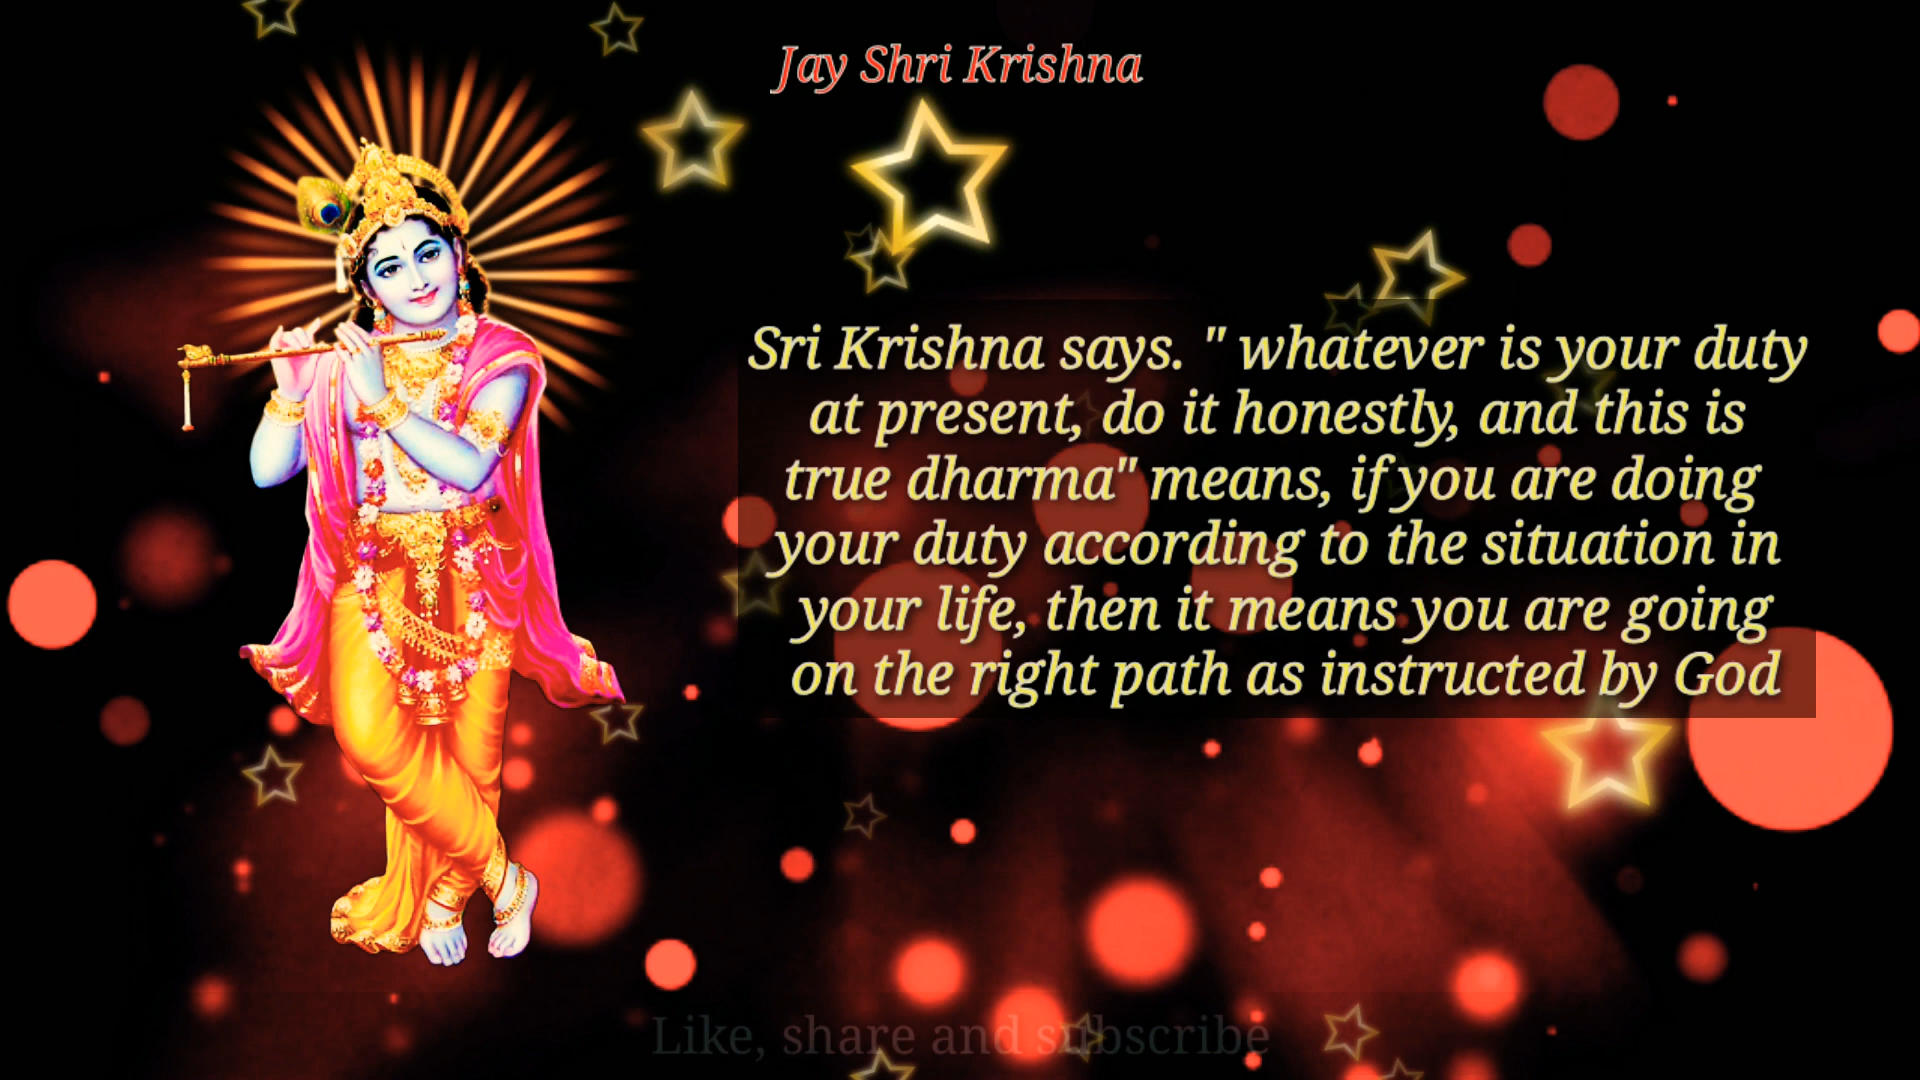 Jay Shri Krishna
Sri Krishna says. " whatever is your duty
at present, do it honestly, and this is
true dharma" means, if you are doing
your duty according to the situation in
your life, then it means you are going
on the right path as instructed by God
Like, share and subscribe